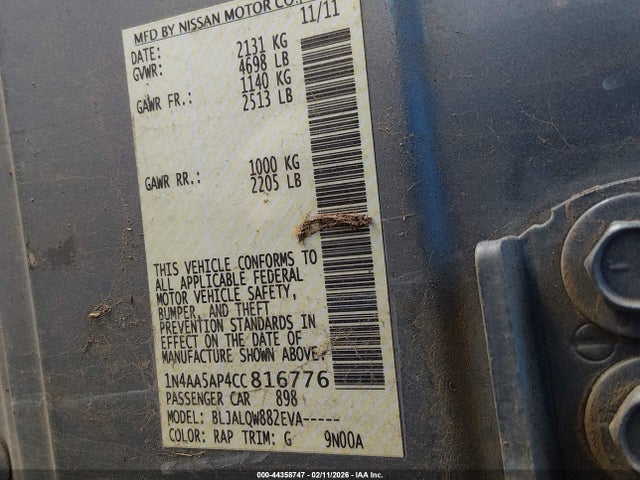 MFD BY NISSAN MOTOR CO.,
DATE: 11/11
GVWR: 2131 KG
4698 LB
GAWR FR.: 1140 KG
2513 LB
GAWR RR.: 1000 KG
2205 LB
THIS VEHICLE CONFORMS TO
ALL APPLICABLE FEDERAL
MOTOR VEHICLE SAFETY,
BUMPER, AND THEFT
PREVENTION STANDARDS IN
EFFECT ON THE DATE OF
MANUFACTURE SHOWN ABOVE.
1N4AA5AP4CC816776
PASSENGER CAR 898
MODEL: BLJALQW882EVA-----
COLOR: RAP TRIM: G 9N00A
000-44358747 - 02/11/2026 - IAA Inc.